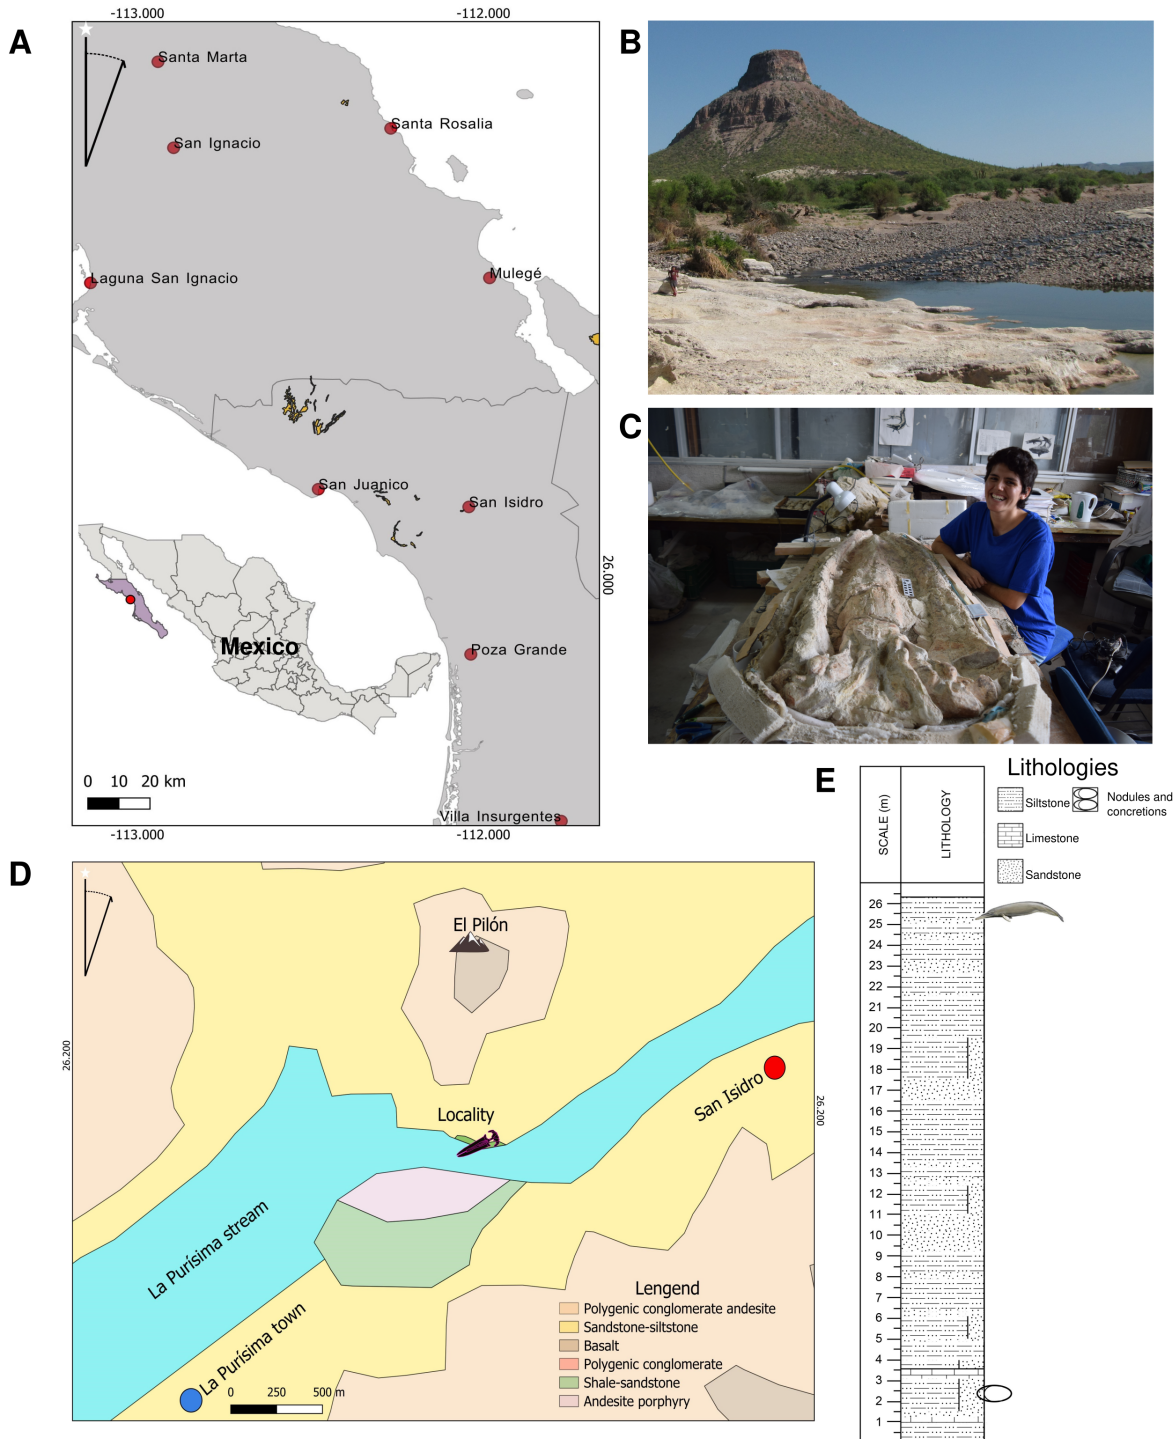 A
-113.000
-112.000
Santa Marta
Santa Rosalia
San Ignacio
Laguna San Ignacio
Mulegé
San Juanico
San Isidro
26.000
Mexico
Poza Grande
0 10 20 km
Villa Insurgentes
-113.000
-112.000
B
C
D
El Pilón
26.200
Locality
San Isidro
26.200
La Purísima stream
La Purísima town
0 250 500 m
Lengend
Polygenic conglomerate andesite
Sandstone-siltstone
Basalt
Polygenic conglomerate
Shale-sandstone
Andesite porphyry
E
Lithologies
Siltstone
Nodules and
concretions
Limestone
Sandstone
SCALE (m)
LITHOLOGY
26
25
24
23
22
21
20
19
18
17
16
15
14
13
12
11
10
9
8
7
6
5
4
3
2
1